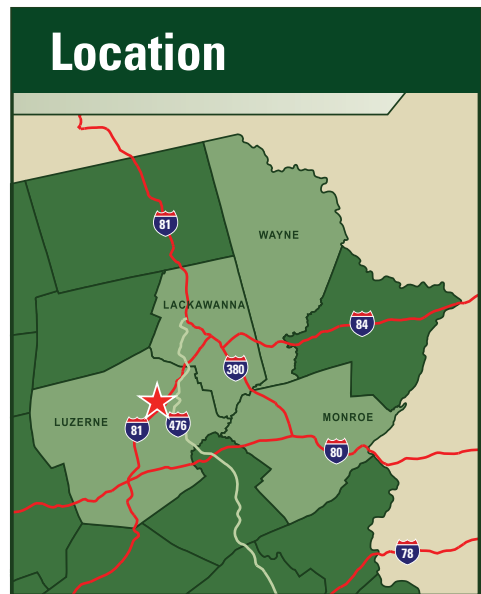 Location
WAYNE
81
LACKAWANNA
84
380
LUZERNE
MONROE
81
476
80
78